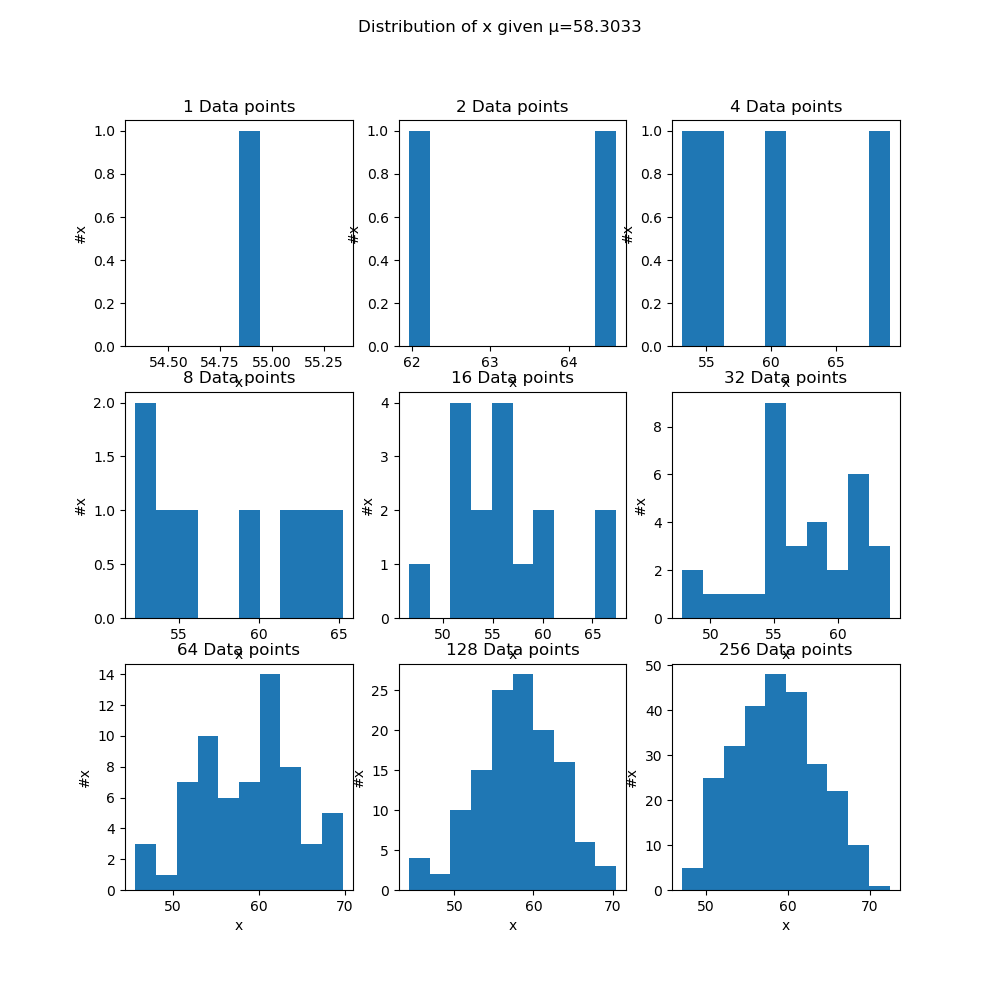 Distribution of x given μ=58.3033
1 Data points
2 Data points
4 Data points
1.0
0.8
0.6
0.4
0.2
0.0
#x
54.50 54.75 55.00 55.25
x
1.0
0.8
0.6
0.4
0.2
0.0
#x
62 63 64
x
1.0
0.8
0.6
0.4
0.2
0.0
#x
55 60 65
x
8 Data points
16 Data points
32 Data points
2.0
1.5
1.0
0.5
0.0
#x
55 60 65
x
4
3
2
1
0
#x
50 55 60 65
x
8
6
4
2
0
#x
50 55 60
x
64 Data points
128 Data points
256 Data points
14
12
10
8
6
4
2
0
#x
50 60 70
x
25
20
15
10
5
0
#x
50 60 70
x
50
40
30
20
10
0
#x
50 60 70
x